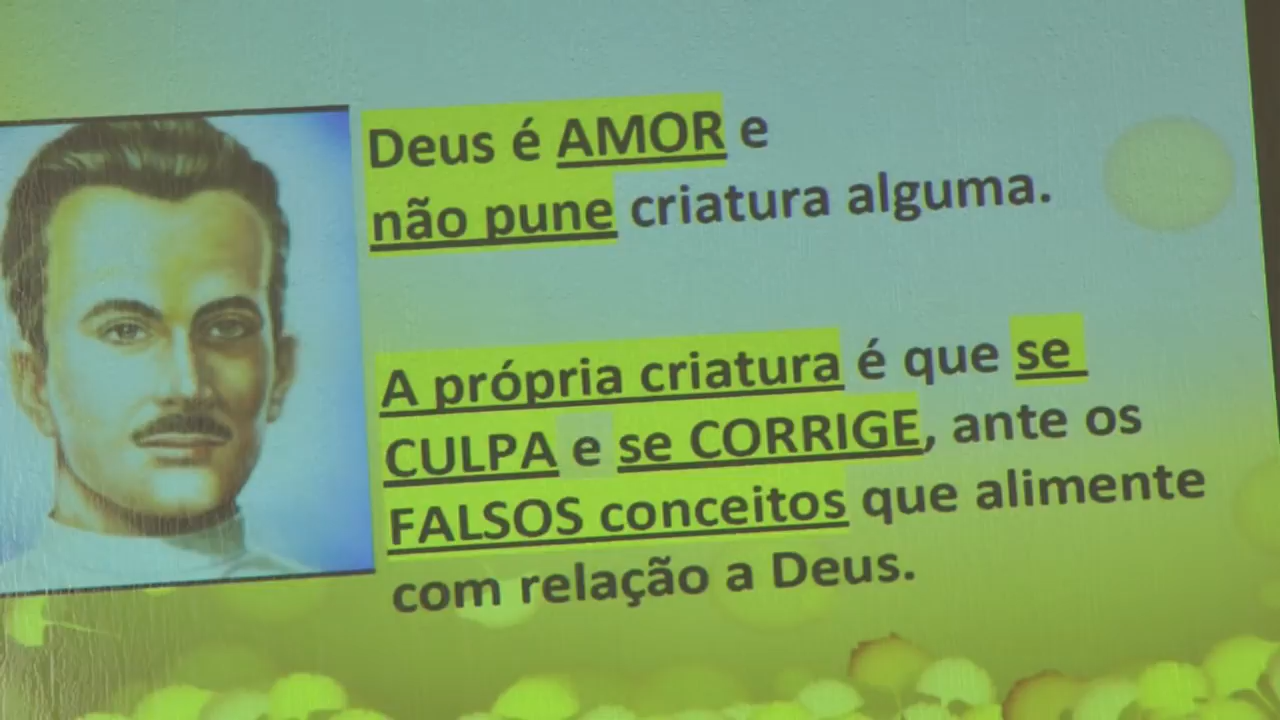 Deus é AMOR e
não pune criatura alguma.
A própria criatura é que se
CULPA e se CORRIGE, ante os
FALSOS conceitos que alimente
com relação a Deus.